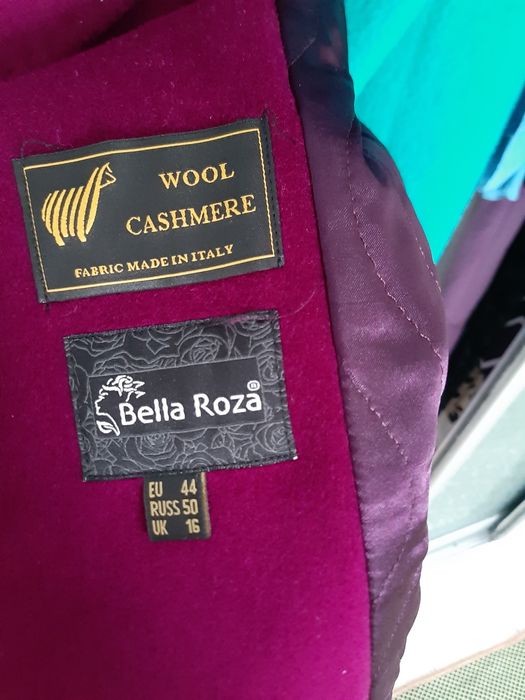 WOOL
CASHMERE
FABRIC MADE IN ITALY
Bella Roza
EU 44
RUSS 50
UK 16